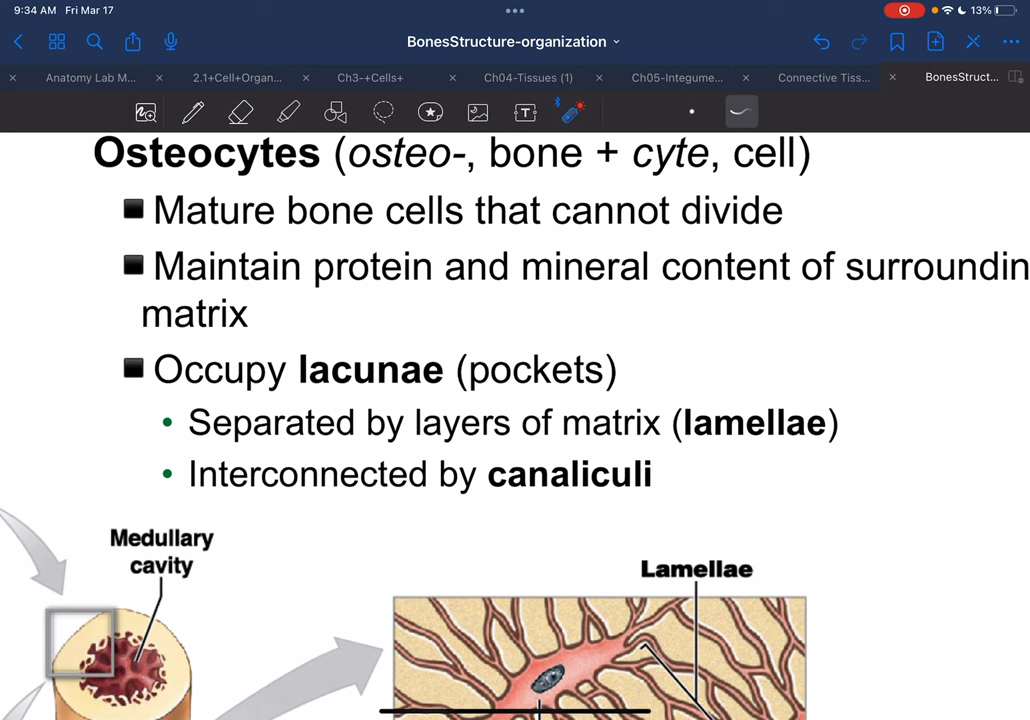 9:34 AM Fri Mar 17
13%
BonesStructure-organization
Anatomy Lab M...
2.1+Cell+Organ...
Ch3-+Cells+
Ch04-Tissues (1)
Ch05-Integume...
Connective Tiss...
BonesStruct...
Osteocytes (osteo-, bone + cyte, cell)
Mature bone cells that cannot divide
Maintain protein and mineral content of surroundin
matrix
Occupy lacunae (pockets)
• Separated by layers of matrix (lamellae)
• Interconnected by canaliculi
Medullary
cavity
Lamellae